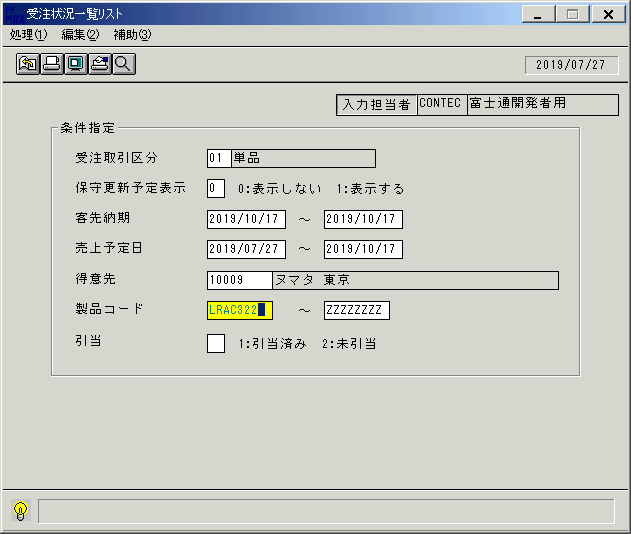 受注状況一覧リスト
処理(1) 編集(2) 補助(3)
2019/07/27
入力担当者 CONTEC 富士通開発者用
条件指定
受注取引区分 01 単品
保守更新予定表示 0 0:表示しない 1:表示する
客先納期 2019/10/17 ～ 2019/10/17
売上予定日 2019/07/27 ～ 2019/10/17
得意先 10009 ヌマタ 東京
製品コード LRAC322 ～ ZZZZZZZZ
引当 1:引当済み 2:未引当